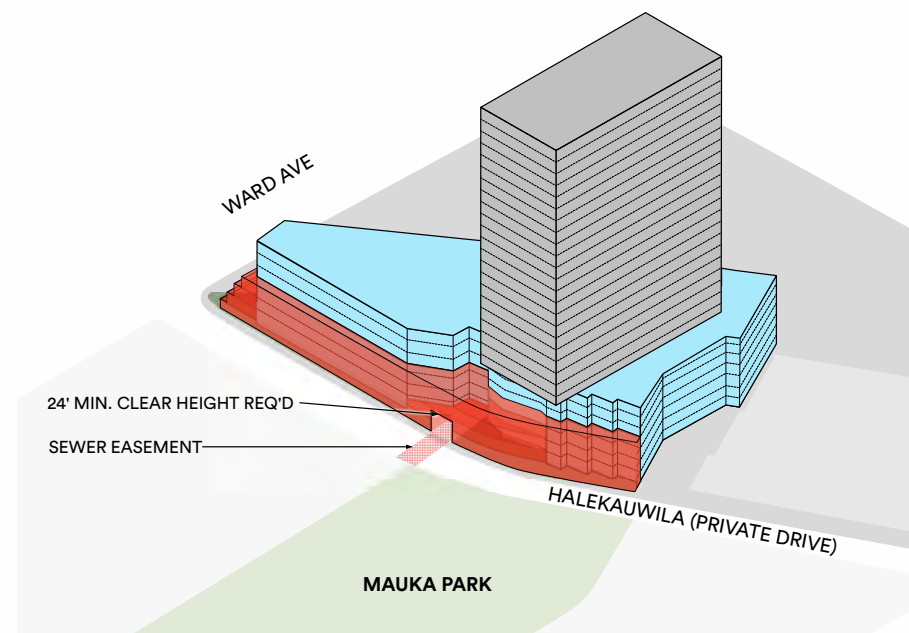 WARD AVE
24' MIN. CLEAR HEIGHT REQ'D
SEWER EASEMENT
HALEKAUWILA (PRIVATE DRIVE)
MAUKA PARK